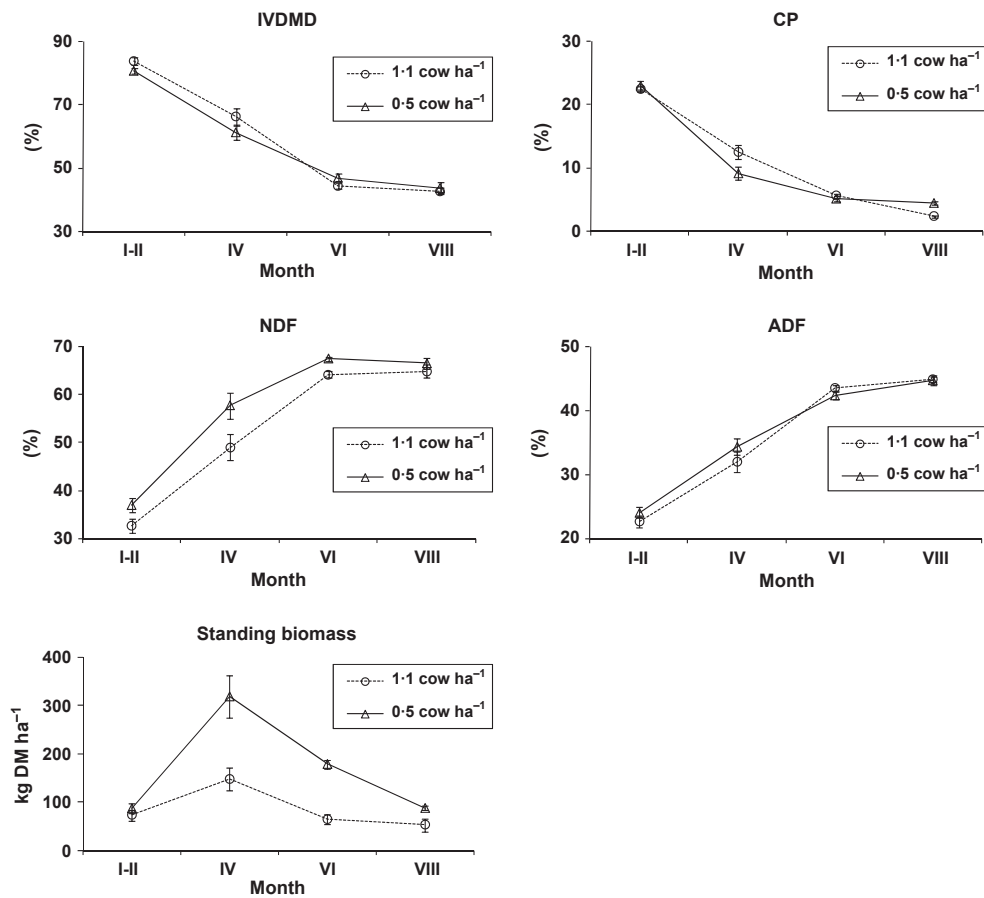 IVDMD
90
70
50
30
(%)
1·1 cow ha⁻¹
0·5 cow ha⁻¹
I-II IV VI VIII
Month
CP
30
20
10
0
(%)
1·1 cow ha⁻¹
0·5 cow ha⁻¹
I-II IV VI VIII
Month
NDF
70
60
50
40
30
(%)
1·1 cow ha⁻¹
0·5 cow ha⁻¹
I-II IV VI VIII
Month
ADF
50
40
30
20
(%)
1·1 cow ha⁻¹
0·5 cow ha⁻¹
I-II IV VI VIII
Month
Standing biomass
400
300
200
100
0
kg DM ha⁻¹
1·1 cow ha⁻¹
0·5 cow ha⁻¹
I-II IV VI VIII
Month